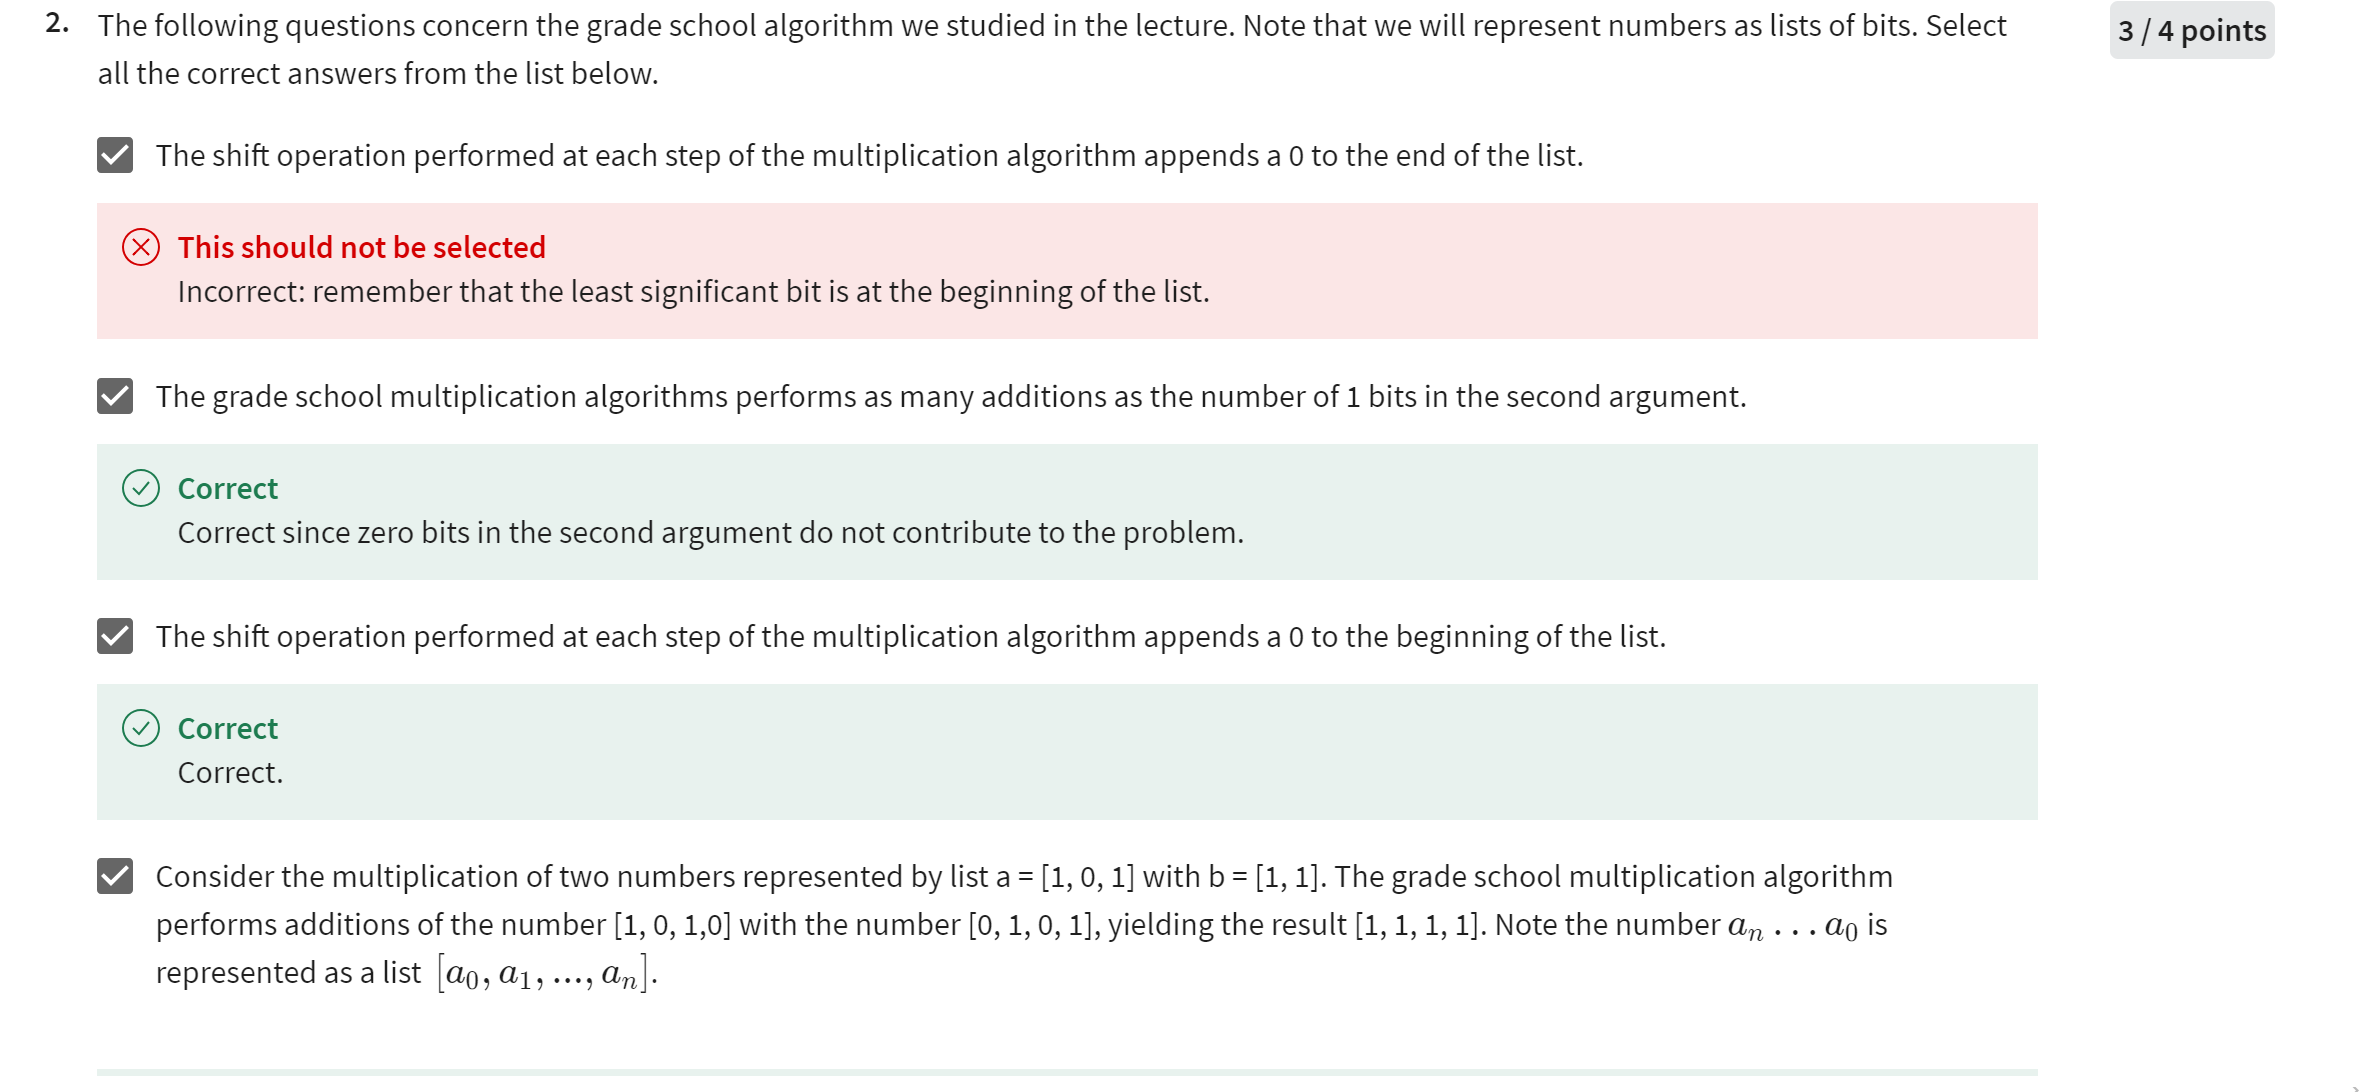 2. The following questions concern the grade school algorithm we studied in the lecture. Note that we will represent numbers as lists of bits. Select
all the correct answers from the list below.
3 / 4 points
The shift operation performed at each step of the multiplication algorithm appends a 0 to the end of the list.
This should not be selected
Incorrect: remember that the least significant bit is at the beginning of the list.
The grade school multiplication algorithms performs as many additions as the number of 1 bits in the second argument.
Correct
Correct since zero bits in the second argument do not contribute to the problem.
The shift operation performed at each step of the multiplication algorithm appends a 0 to the beginning of the list.
Correct
Correct.
Consider the multiplication of two numbers represented by list a = [1, 0, 1] with b = [1, 1]. The grade school multiplication algorithm
performs additions of the number [1, 0, 1,0] with the number [0, 1, 0, 1], yielding the result [1, 1, 1, 1]. Note the number aₙ . . . a₀ is
represented as a list [a₀, a₁, ..., aₙ].